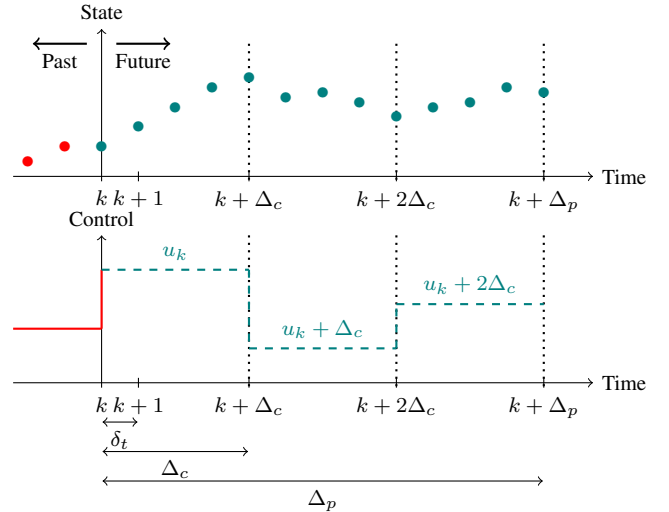 State
Past Future
Time
k k + 1 k + Δ_c k + 2Δ_c k + Δ_p
Control
u_k
u_k + 2Δ_c
u_k + Δ_c
Time
k k + 1 k + Δ_c k + 2Δ_c k + Δ_p
δ_t
Δ_c
Δ_p